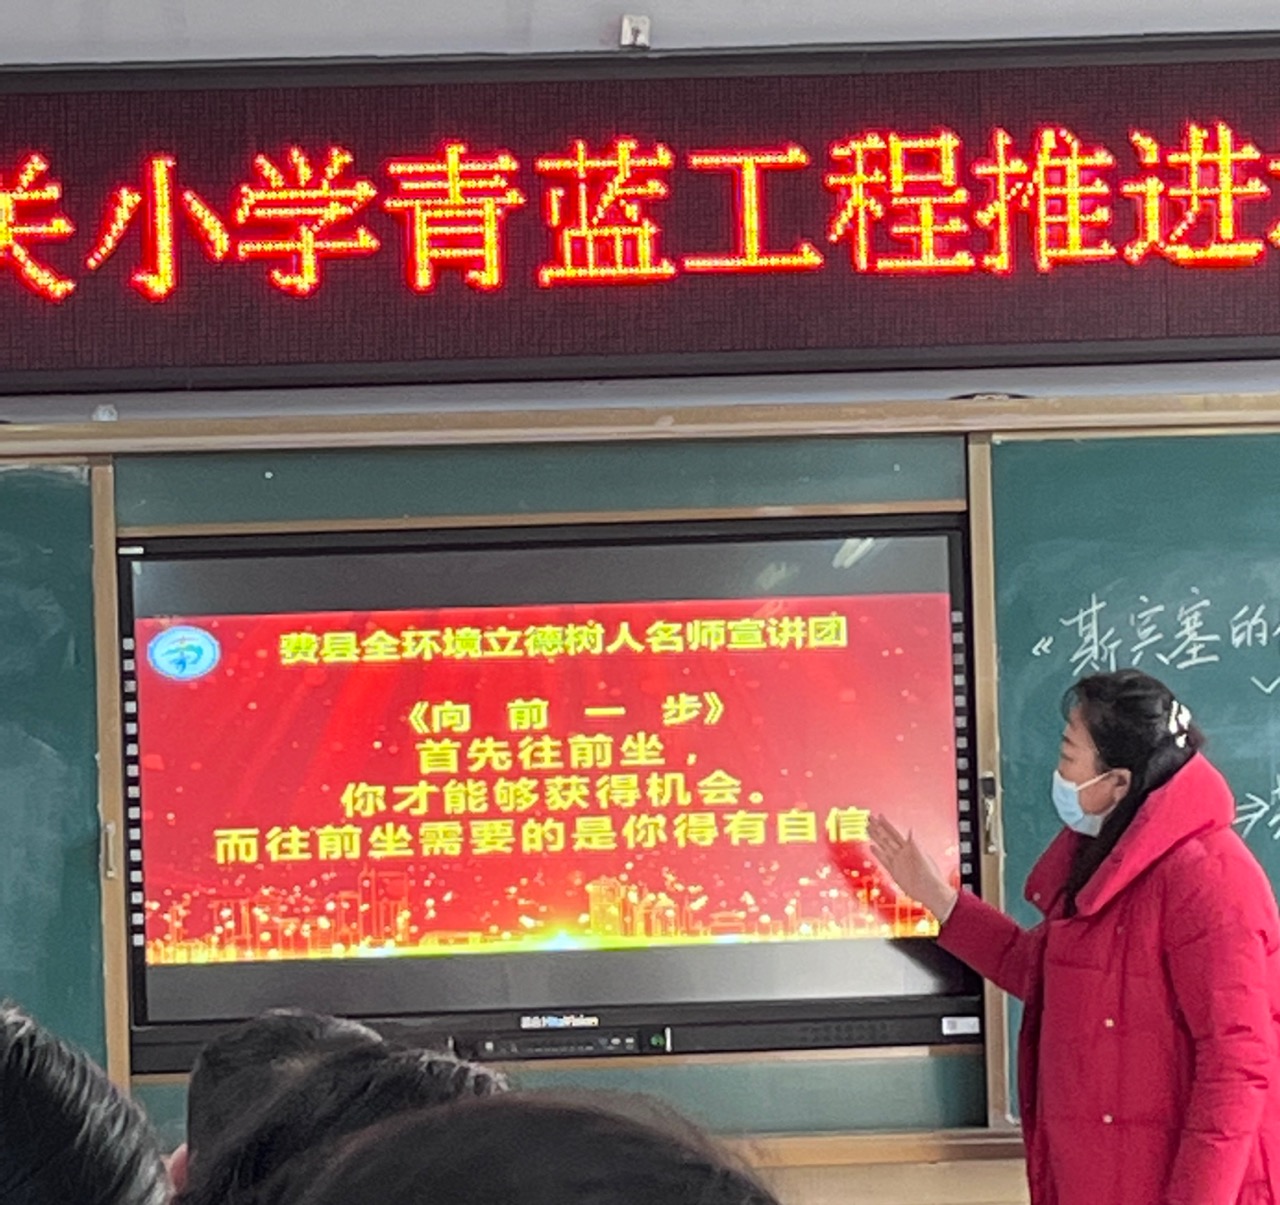 关小学青蓝工程推进
费县全环境立德树人名师宣讲团
《向 前 一 步》
首先往前坐，
你才能够获得机会。
而往前坐需要的是你得有自信
《斯宾塞的
HiteVision